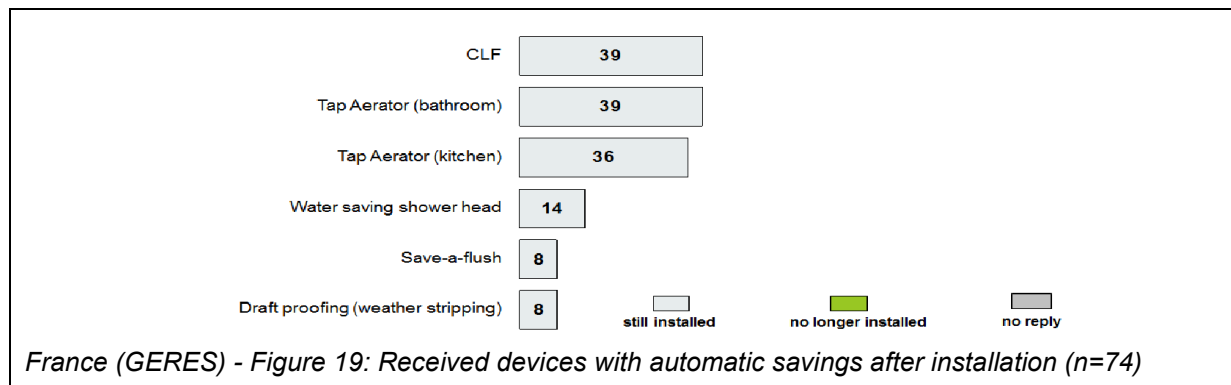 CLF 39
Tap Aerator (bathroom) 39
Tap Aerator (kitchen) 36
Water saving shower head 14
Save-a-flush 8
Draft proofing (weather stripping) 8
still installed no longer installed no reply
France (GERES) - Figure 19: Received devices with automatic savings after installation (n=74)